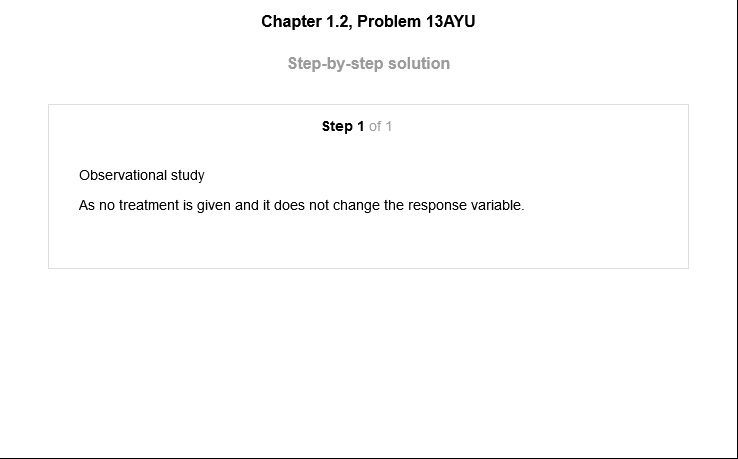 Chapter 1.2, Problem 13AYU
Step-by-step solution
Step 1 of 1
Observational study
As no treatment is given and it does not change the response variable.